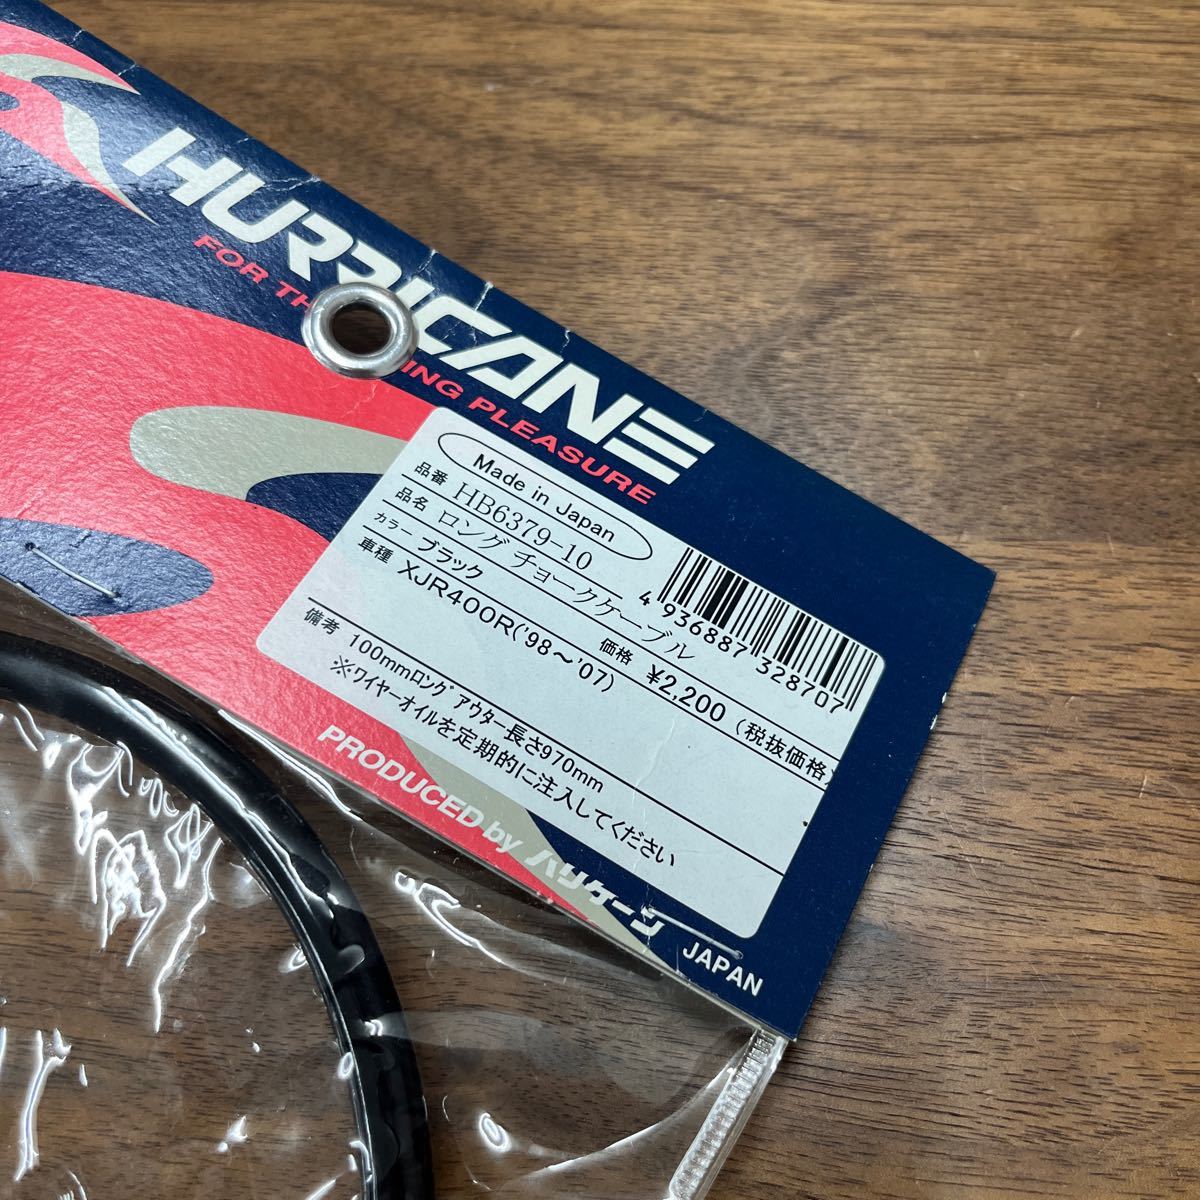 HURRICANE
FOR TH ING PLEASURE
Made in Japan
品番 HB6379-10
品名 ロング チョークケーブル
カラー ブラック
価格 ¥2,200 (税抜価格)
車種 XJR400R('98～'07)
備考 100mmロング アウター長さ970mm
※ワイヤーオイルを定期的に注入してください
4 936887 328707
PRODUCED by ハリケーン JAPAN